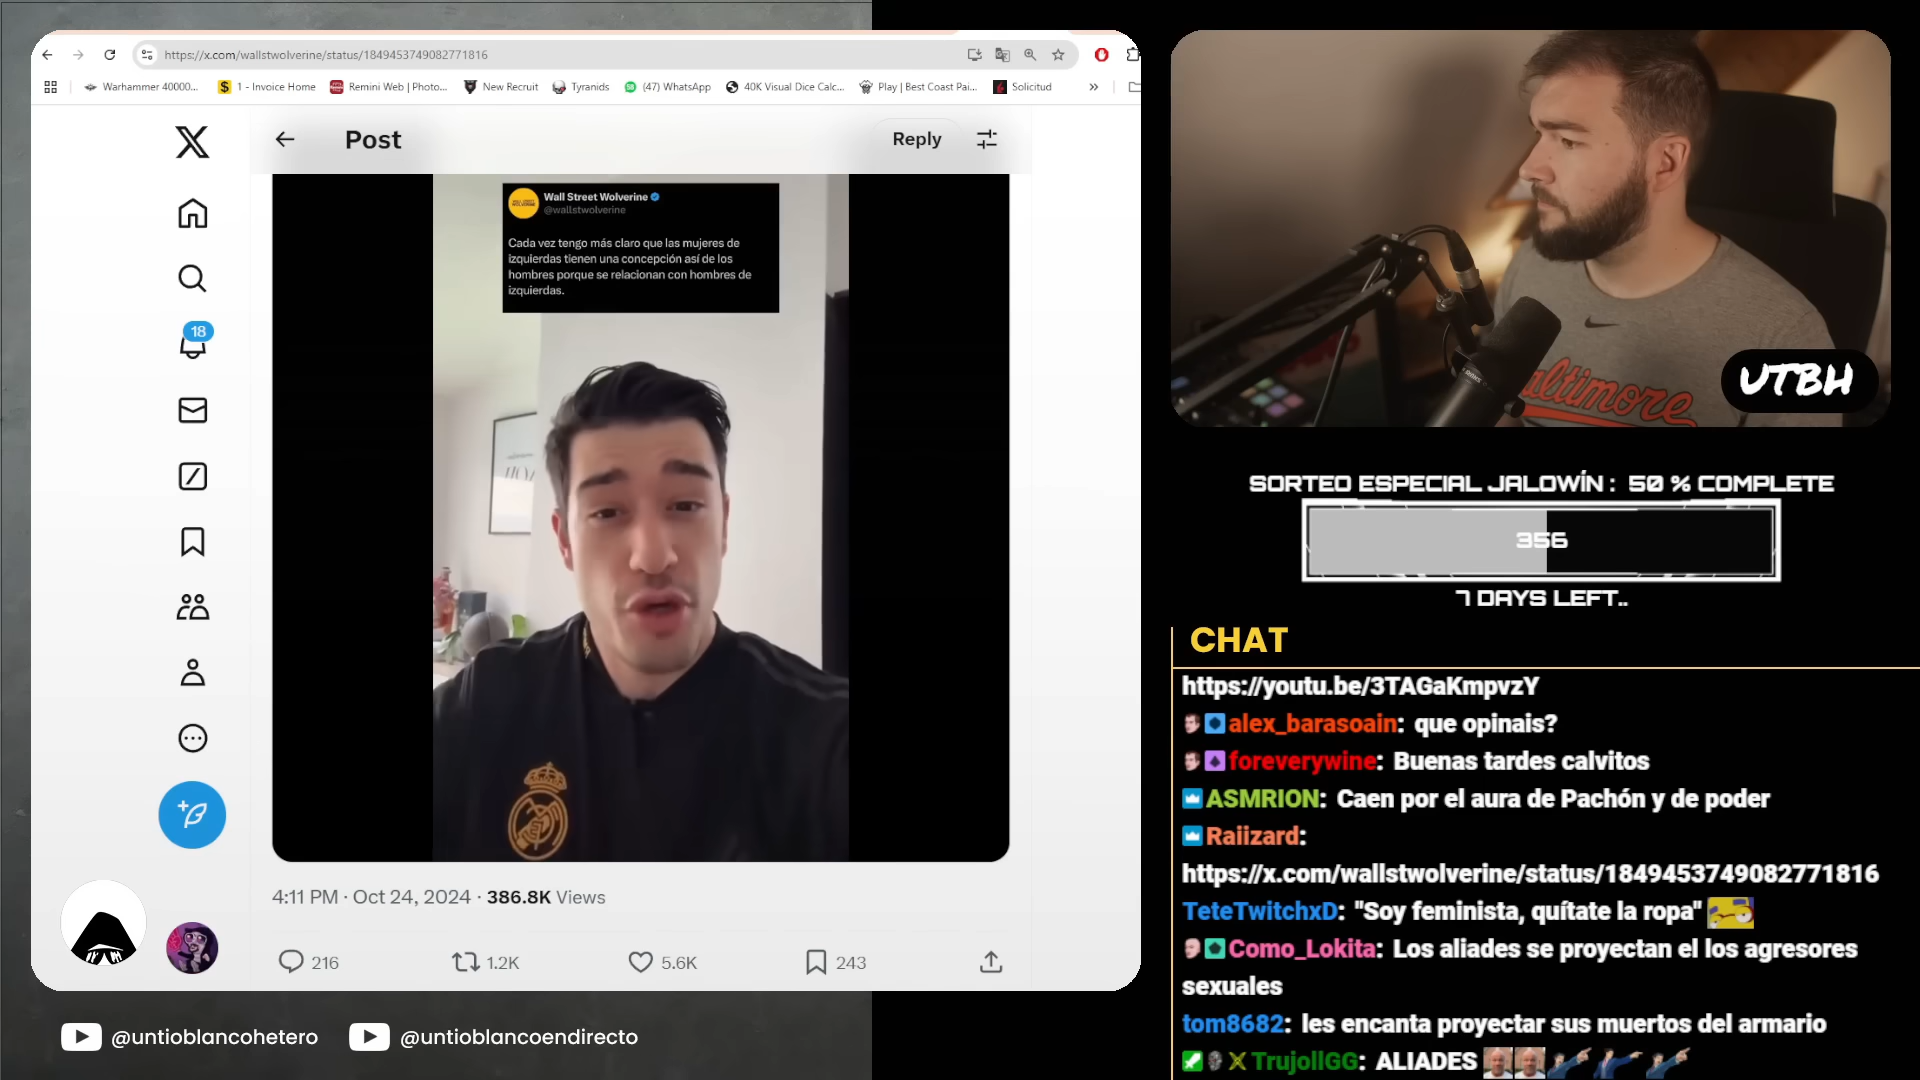 https://x.com/wallstwolverine/status/1849453749082771816
Warhammer 40000...
1 - Invoice Home
Remini Web | Photo...
New Recruit
Tyranids
(47) WhatsApp
40K Visual Dice Calc...
Play | Best Coast Pai...
Solicitud
Post
Reply
18
Wall Street Wolverine
@wallstwolverine
Cada vez tengo más claro que las mujeres de
izquierdas tienen una concepción así de los
hombres porque se relacionan con hombres de
izquierdas.
4:11 PM · Oct 24, 2024 · 386.8K Views
216
1.2K
5.6K
243
@untioblancohetero
@untioblancoendirecto
altimore
UTBH
SORTEO ESPECIAL JALOWÍN : 50 % COMPLETE
356
7 DAYS LEFT..
CHAT
https://youtu.be/3TAGaKmpvzY
alex_barasoain: que opinais?
foreverywine: Buenas tardes calvitos
ASMRION: Caen por el aura de Pachón y de poder
Raiizard:
https://x.com/wallstwolverine/status/1849453749082771816
TeteTwitchxD: "Soy feminista, quítate la ropa"
Como_Lokita: Los aliades se proyectan el los agresores
sexuales
tom8682: les encanta proyectar sus muertos del armario
TrujollGG: ALIADES